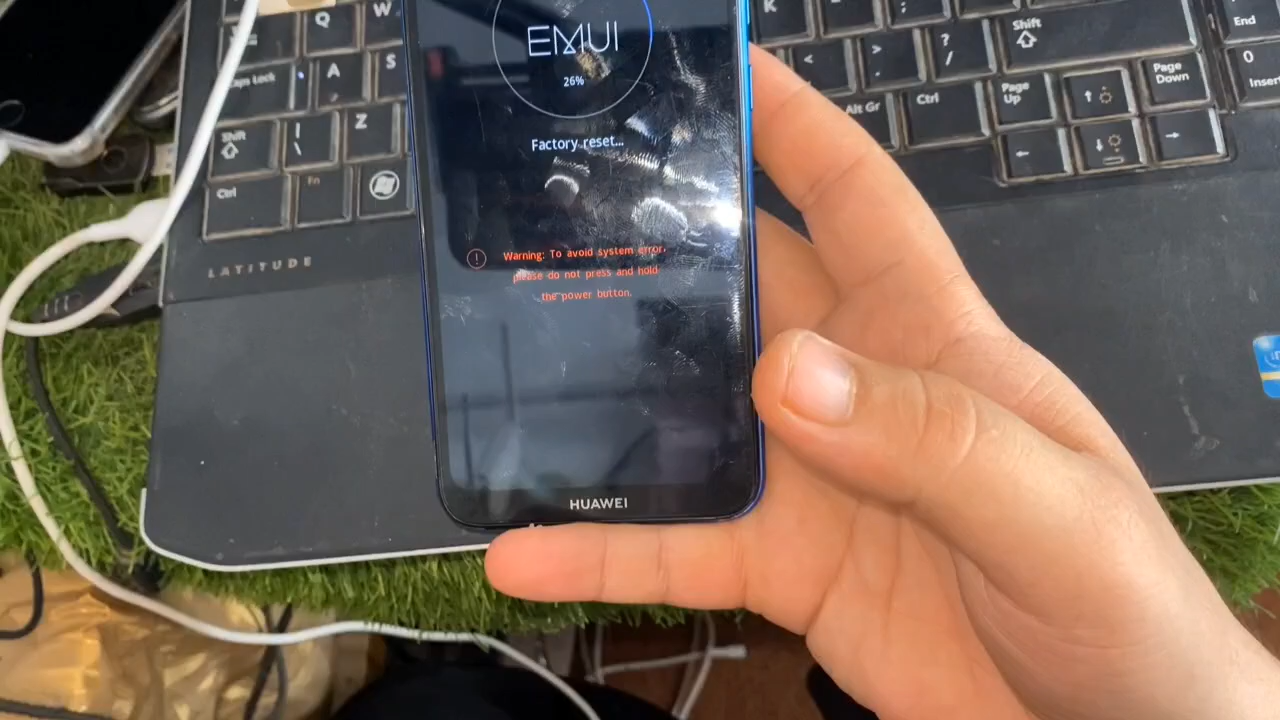 EMUI
26%
Factory reset...
Warning: To avoid system error,
please do not press and hold
the power button.
HUAWEI
LATITUDE
Q
W
Caps Lock
A
S
Shift
|
\
Z
Ctrl
Fn
K
:
;
Shift
End
<
>
?
/
Page
Up
Page
Down
0
Insert
Alt Gr
Ctrl